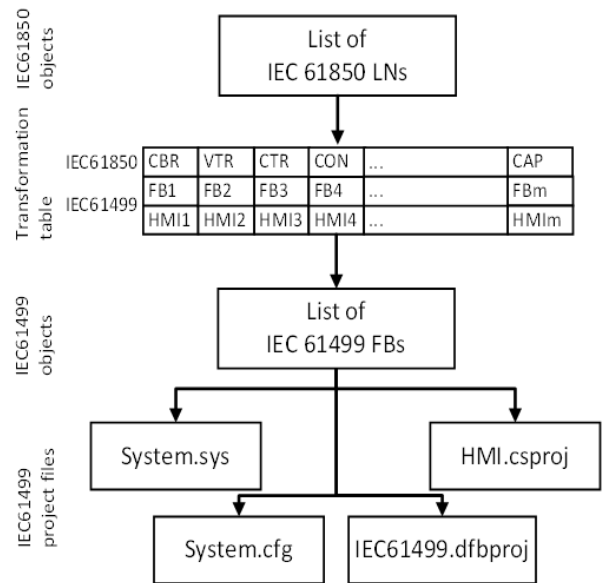 IEC61850
objects
List of
IEC 61850 LNs
Transformation
table
IEC61850 CBR VTR CTR CON ... CAP
IEC61499
FB1 FB2 FB3 FB4 ... FBm
HMI1 HMI2 HMI3 HMI4 ... HMIm
IEC61499
objects
List of
IEC 61499 FBs
IEC61499
project files
System.sys
HMI.csproj
System.cfg
IEC61499.dfbproj